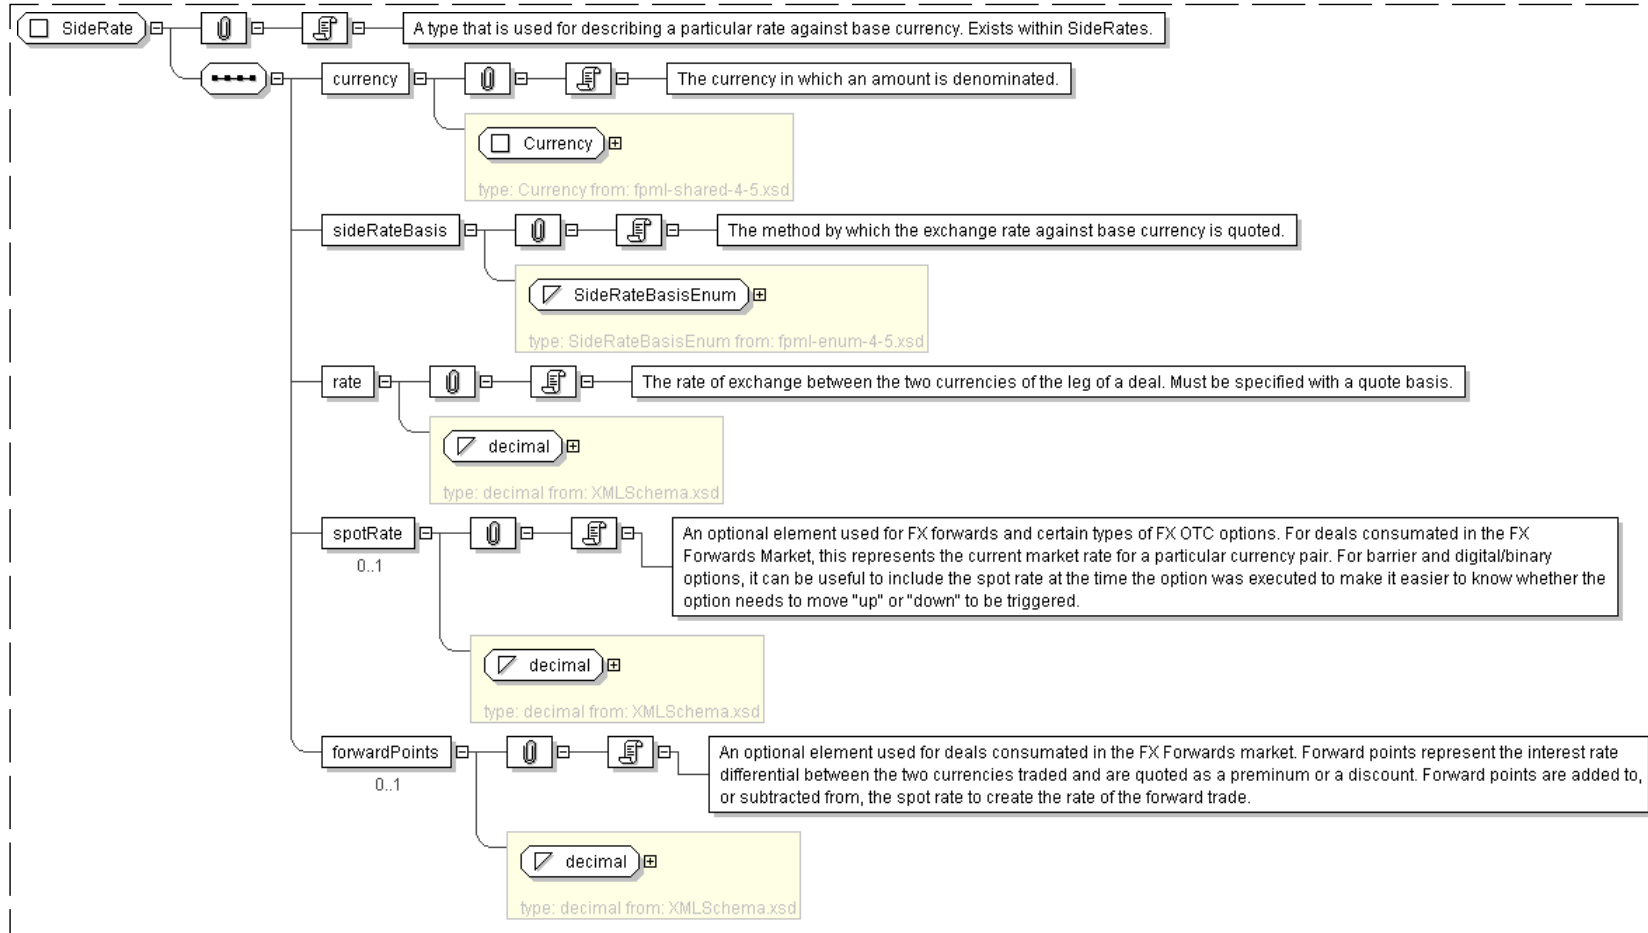 SideRate
A type that is used for describing a particular rate against base currency. Exists within SideRates.
currency
The currency in which an amount is denominated.
Currency
type: Currency from: fpml-shared-4-5.xsd
sideRateBasis
The method by which the exchange rate against base currency is quoted.
SideRateBasisEnum
type: SideRateBasisEnum from: fpml-enum-4-5.xsd
rate
The rate of exchange between the two currencies of the leg of a deal. Must be specified with a quote basis.
decimal
type: decimal from: XMLSchema.xsd
spotRate
0..1
An optional element used for FX forwards and certain types of FX OTC options. For deals consumated in the FX
Forwards Market, this represents the current market rate for a particular currency pair. For barrier and digital/binary
options, it can be useful to include the spot rate at the time the option was executed to make it easier to know whether the
option needs to move "up" or "down" to be triggered.
decimal
type: decimal from: XMLSchema.xsd
forwardPoints
0..1
An optional element used for deals consumated in the FX Forwards market. Forward points represent the interest rate
differential between the two currencies traded and are quoted as a preminum or a discount. Forward points are added to,
or subtracted from, the spot rate to create the rate of the forward trade.
decimal
type: decimal from: XMLSchema.xsd